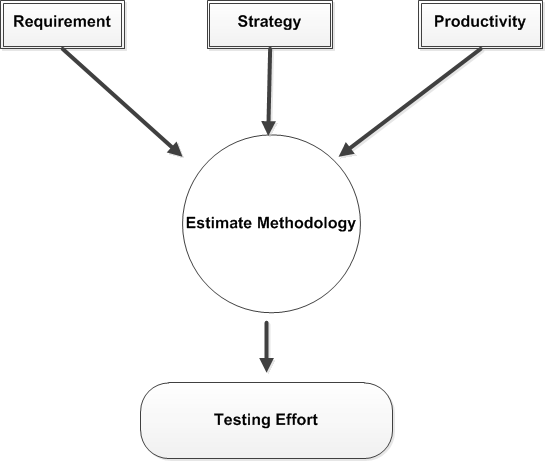 Requirement
Strategy
Productivity
Estimate Methodology
Testing Effort